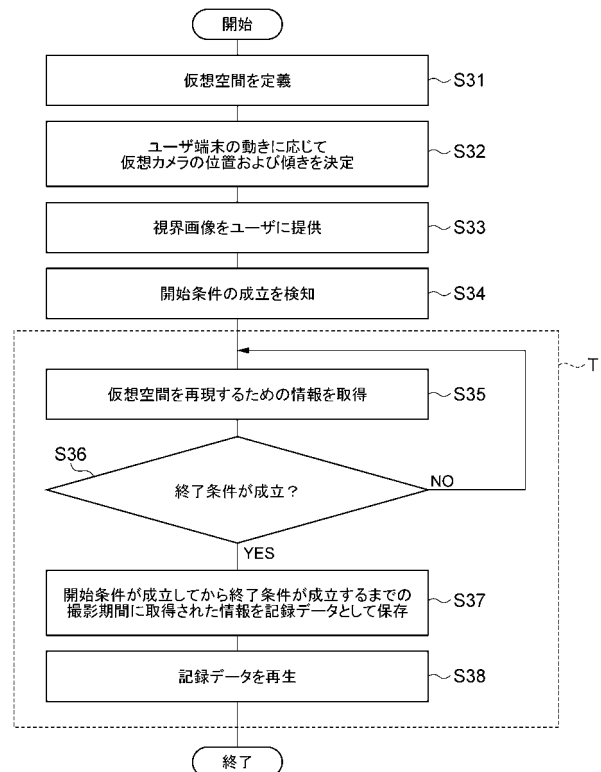 開始
仮想空間を定義
S31
ユーザ端末の動きに応じて
仮想カメラの位置および傾きを決定
S32
視界画像をユーザに提供
S33
開始条件の成立を検知
S34
T
仮想空間を再現するための情報を取得
S35
S36
終了条件が成立?
NO
YES
開始条件が成立してから終了条件が成立するまでの
撮影期間に取得された情報を記録データとして保存
S37
記録データを再生
S38
終了